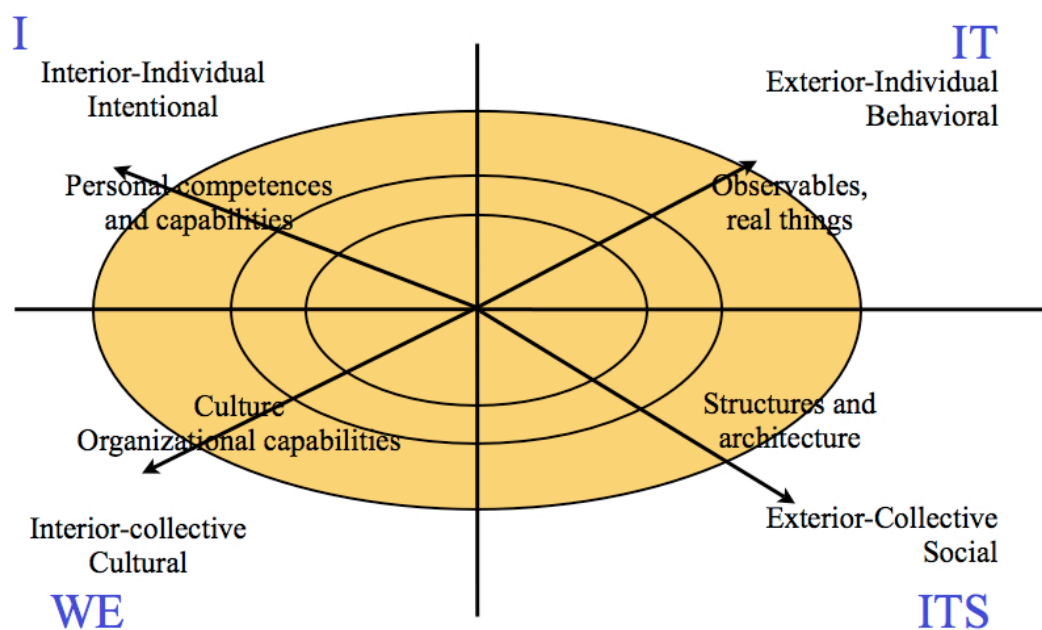 I
Interior-Individual
Intentional
IT
Exterior-Individual
Behavioral
Personal competences
and capabilities
Observables,
real things
Culture
Organizational capabilities
Structures and
architecture
Interior-collective
Cultural
WE
Exterior-Collective
Social
ITS